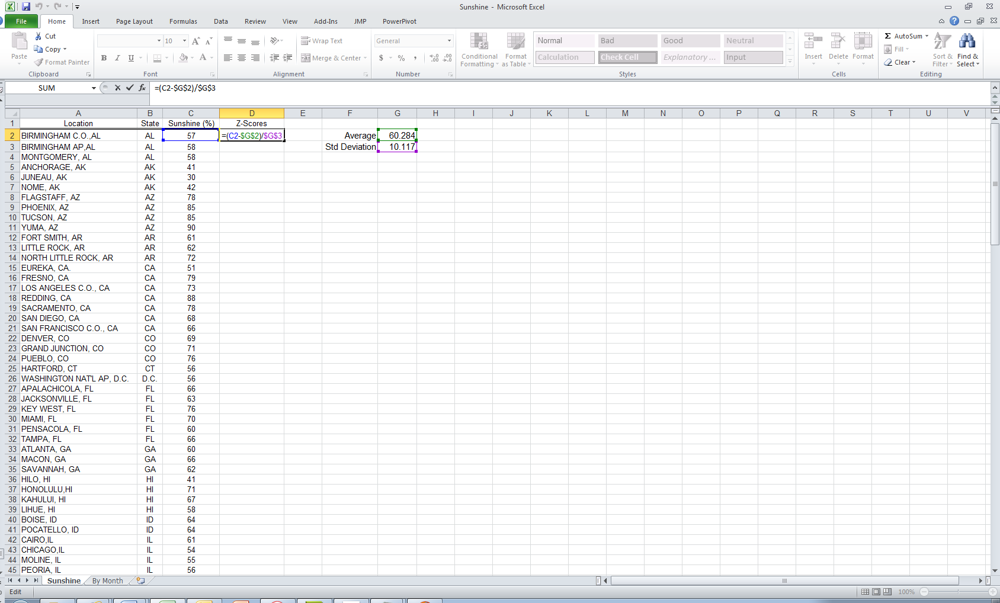 Sunshine - Microsoft Excel
File Home Insert Page Layout Formulas Data Review View Add-Ins JMP PowerPivot
Paste
Cut
Copy
Format Painter
Clipboard
10
A A
B I U
A
Font
Wrap Text
Merge & Center
Alignment
General
$ % ,
Number
Conditional Formatting
Format as Table
Normal Bad Good Neutral
Calculation Check Cell Explanatory ... Input
Styles
Insert Delete Format
Cells
Σ AutoSum
Fill
Clear
Sort & Filter
Find & Select
Editing
SUM fx =(C2-$G$2)/$G$3
A B C D E F G H I J K L M N O P Q R S T U V
1 Location State Sunshine (%) Z-Scores
2 BIRMINGHAM C.O.,AL AL 57 =(C2-$G$2)/$G$3 Average 60.284
3 BIRMINGHAM AP,AL AL 58 Std Deviation 10.117
4 MONTGOMERY, AL AL 58
5 ANCHORAGE, AK AK 41
6 JUNEAU, AK AK 30
7 NOME, AK AK 42
8 FLAGSTAFF, AZ AZ 78
9 PHOENIX, AZ AZ 85
10 TUCSON, AZ AZ 85
11 YUMA, AZ AZ 90
12 FORT SMITH, AR AR 61
13 LITTLE ROCK, AR AR 62
14 NORTH LITTLE ROCK, AR AR 72
15 EUREKA, CA. CA 51
16 FRESNO, CA CA 79
17 LOS ANGELES C.O., CA CA 73
18 REDDING, CA CA 88
19 SACRAMENTO, CA CA 78
20 SAN DIEGO, CA CA 68
21 SAN FRANCISCO C.O., CA CA 66
22 DENVER, CO CO 69
23 GRAND JUNCTION, CO CO 71
24 PUEBLO, CO CO 76
25 HARTFORD, CT CT 56
26 WASHINGTON NAT'L AP, D.C. D.C. 56
27 APALACHICOLA, FL FL 66
28 JACKSONVILLE, FL FL 63
29 KEY WEST, FL FL 76
30 MIAMI, FL FL 70
31 PENSACOLA, FL FL 60
32 TAMPA, FL FL 66
33 ATLANTA, GA GA 60
34 MACON, GA GA 66
35 SAVANNAH, GA GA 62
36 HILO, HI HI 41
37 HONOLULU,HI HI 71
38 KAHULUI, HI HI 67
39 LIHUE, HI HI 58
40 BOISE, ID ID 64
41 POCATELLO, ID ID 64
42 CAIRO,IL IL 61
43 CHICAGO,IL IL 54
44 MOLINE, IL IL 55
45 PEORIA, IL IL 56
Sunshine By Month
Edit 100%